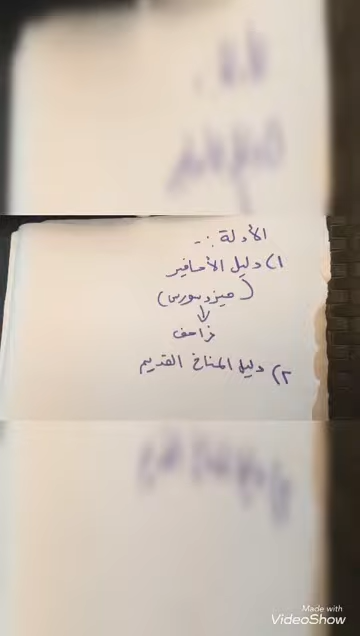 الأدلة :-
١) دليل الأحافير
(ميزوسورس)
⇓
زاحف
٢) دليل المناخ القديم
Made with
VideoShow